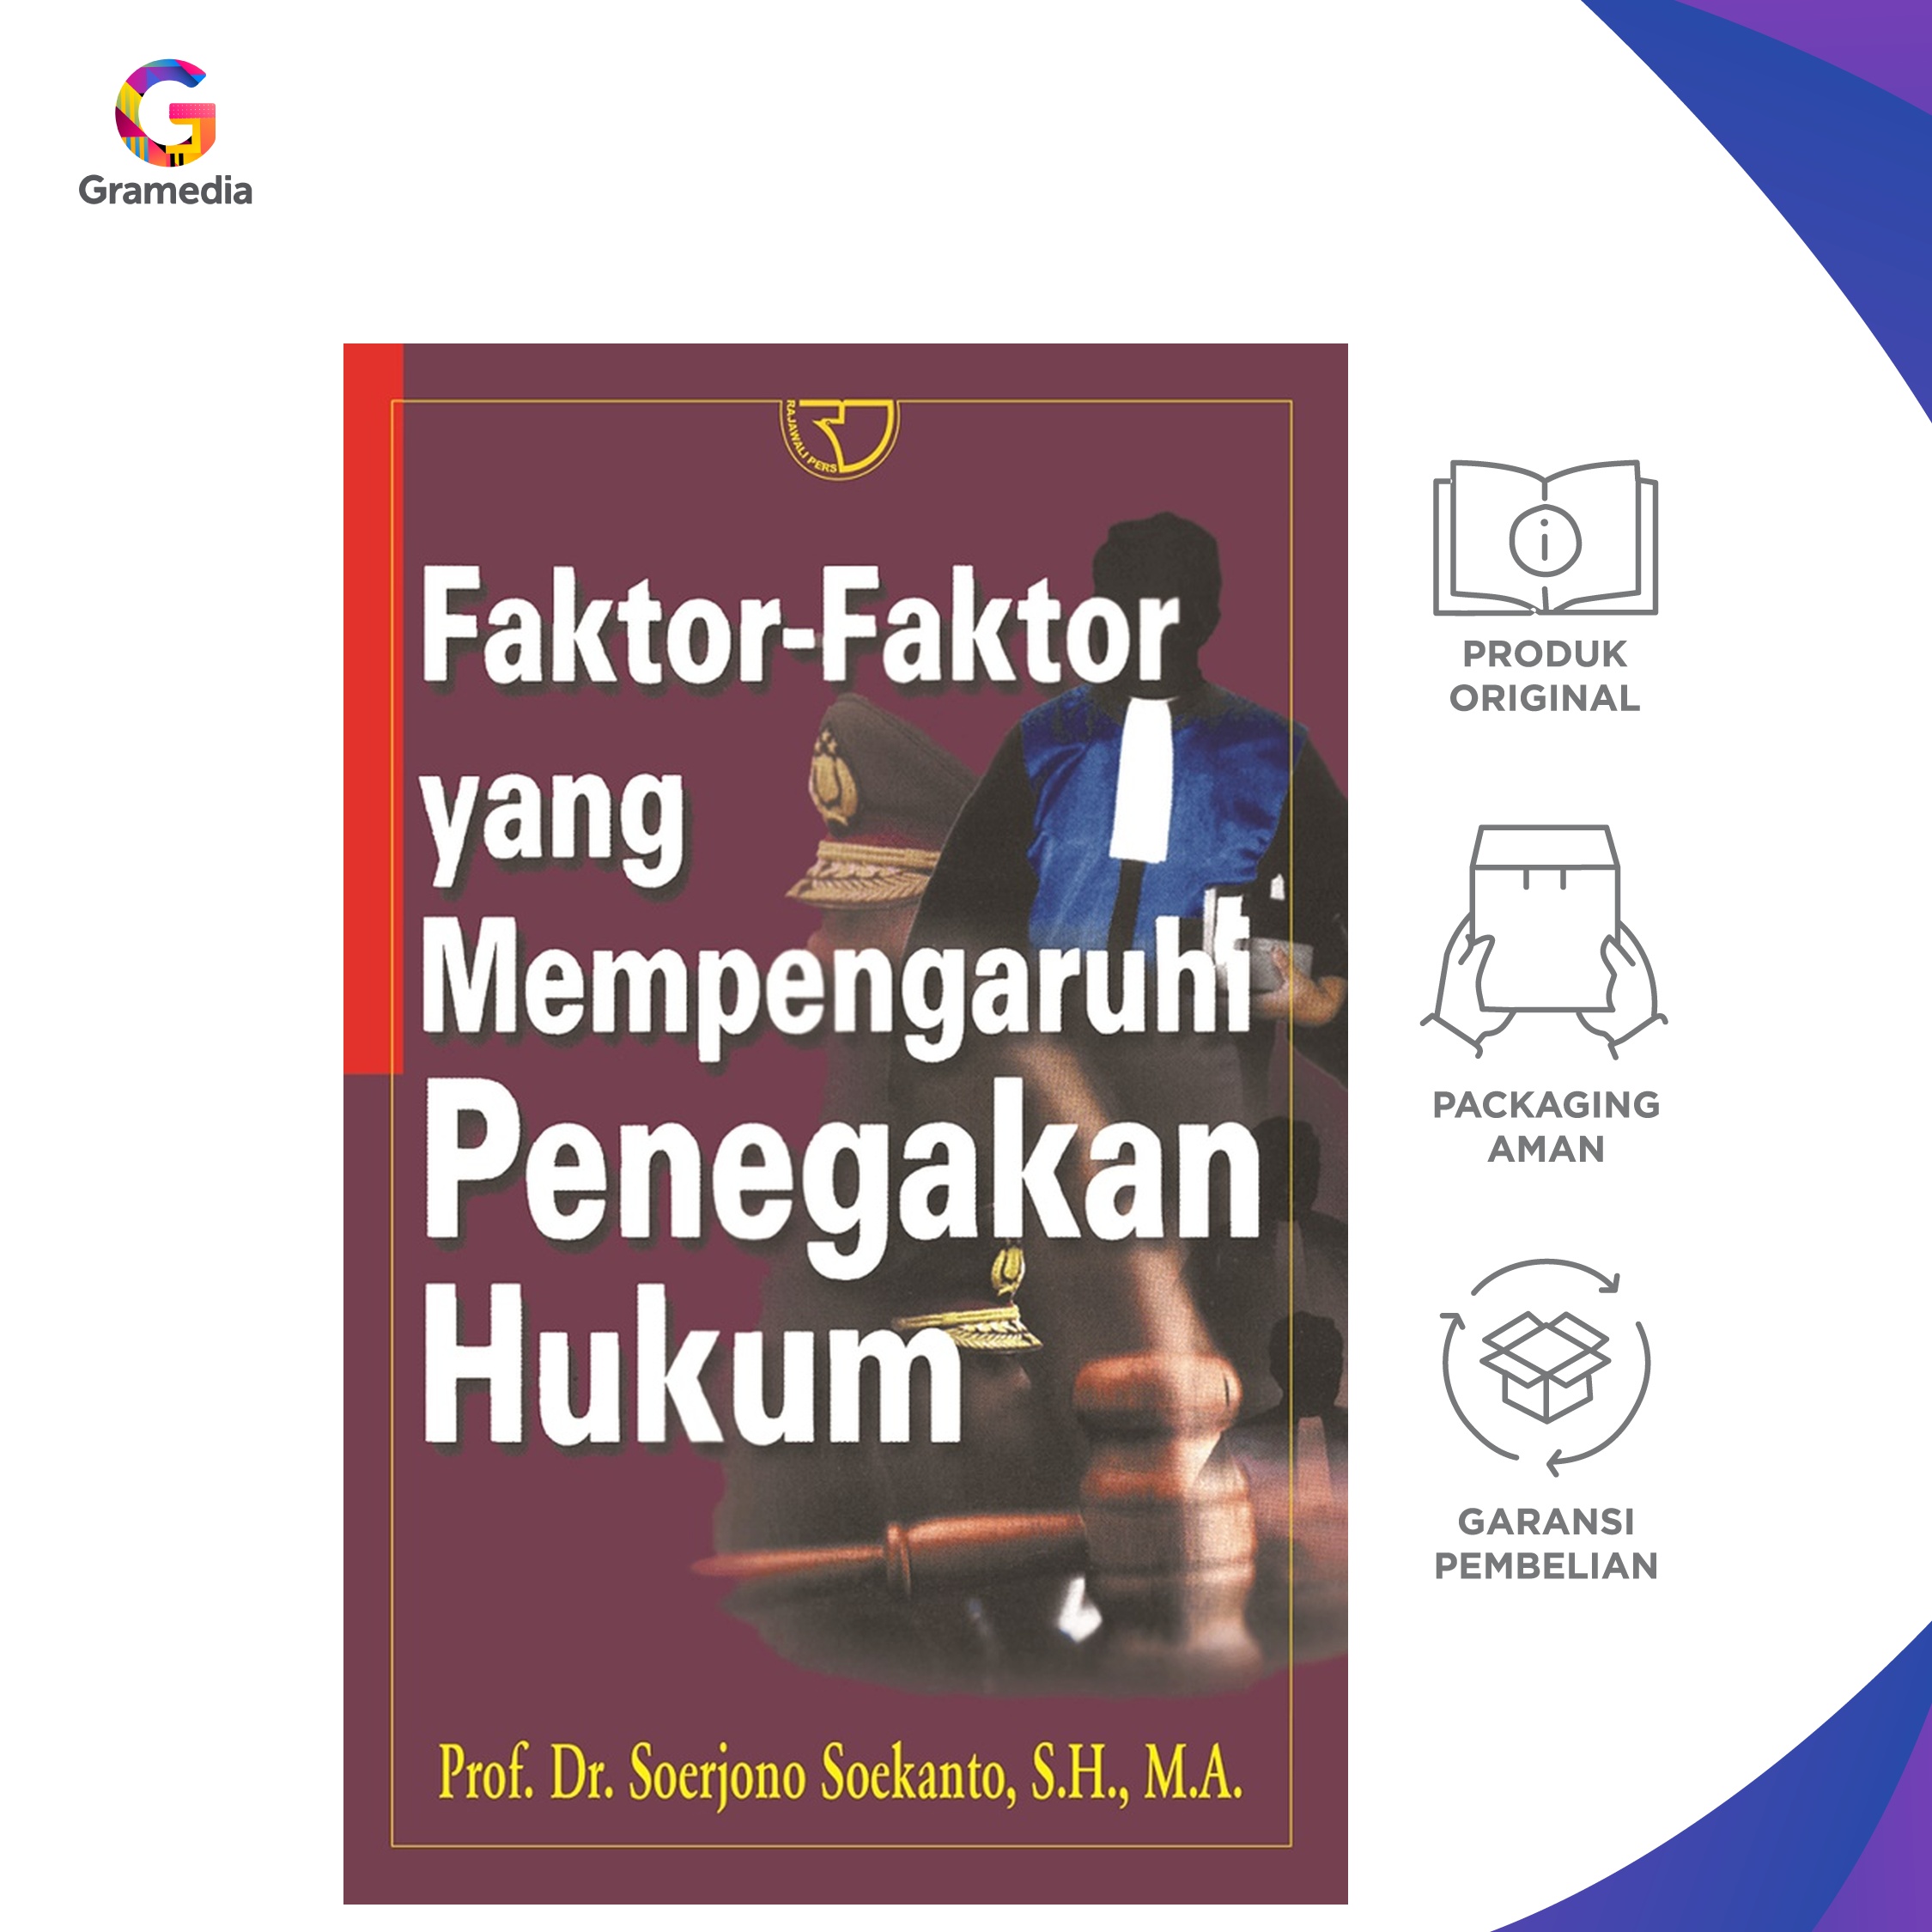 Gramedia
RAJAWALI PERS
Faktor-Faktor
yang
Mempengaruhi
Penegakan
Hukum
Prof. Dr. Soerjono Soekanto, S.H., M.A.
PRODUK
ORIGINAL
PACKAGING
AMAN
GARANSI
PEMBELIAN